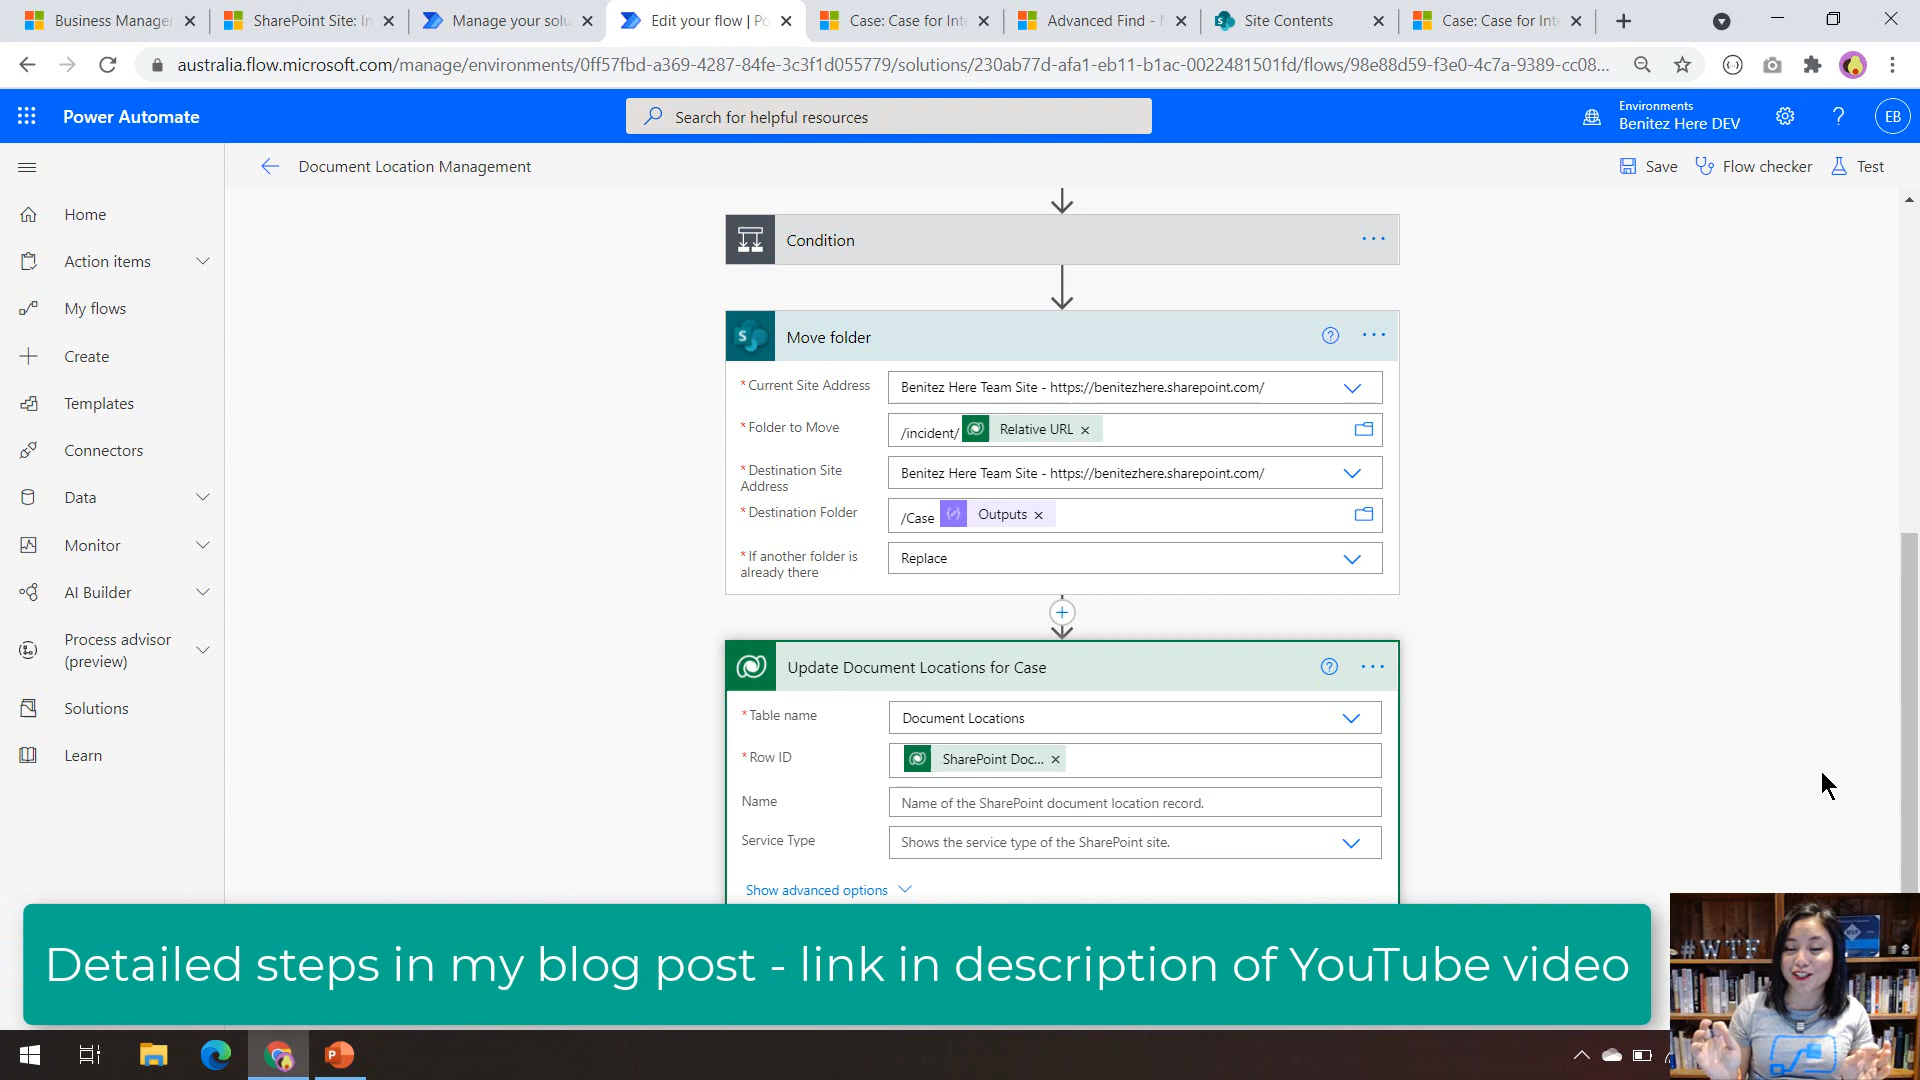 Business Managem
SharePoint Site: In
Manage your solu
Edit your flow | Po
Case: Case for Inte
Advanced Find - M
Site Contents
Case: Case for Inte
australia.flow.microsoft.com/manage/environments/0ff57fbd-a369-4287-84fe-3c3f1d055779/solutions/230ab77d-afa1-eb11-b1ac-0022481501fd/flows/98e88d59-f3e0-4c7a-9389-cc08...
Power Automate
Search for helpful resources
Environments
Benitez Here DEV
EB
Document Location Management
Save
Flow checker
Test
Home
Action items
My flows
Create
Templates
Connectors
Data
Monitor
AI Builder
Process advisor
(preview)
Solutions
Learn
Condition
Move folder
* Current Site Address
Benitez Here Team Site - https://benitezhere.sharepoint.com/
* Folder to Move
/incident/ Relative URL
* Destination Site
Address
Benitez Here Team Site - https://benitezhere.sharepoint.com/
* Destination Folder
/Case Outputs
* If another folder is
already there
Replace
Update Document Locations for Case
* Table name
Document Locations
* Row ID
SharePoint Doc...
Name
Name of the SharePoint document location record.
Service Type
Shows the service type of the SharePoint site.
Show advanced options
Detailed steps in my blog post - link in description of YouTube video
#WTF